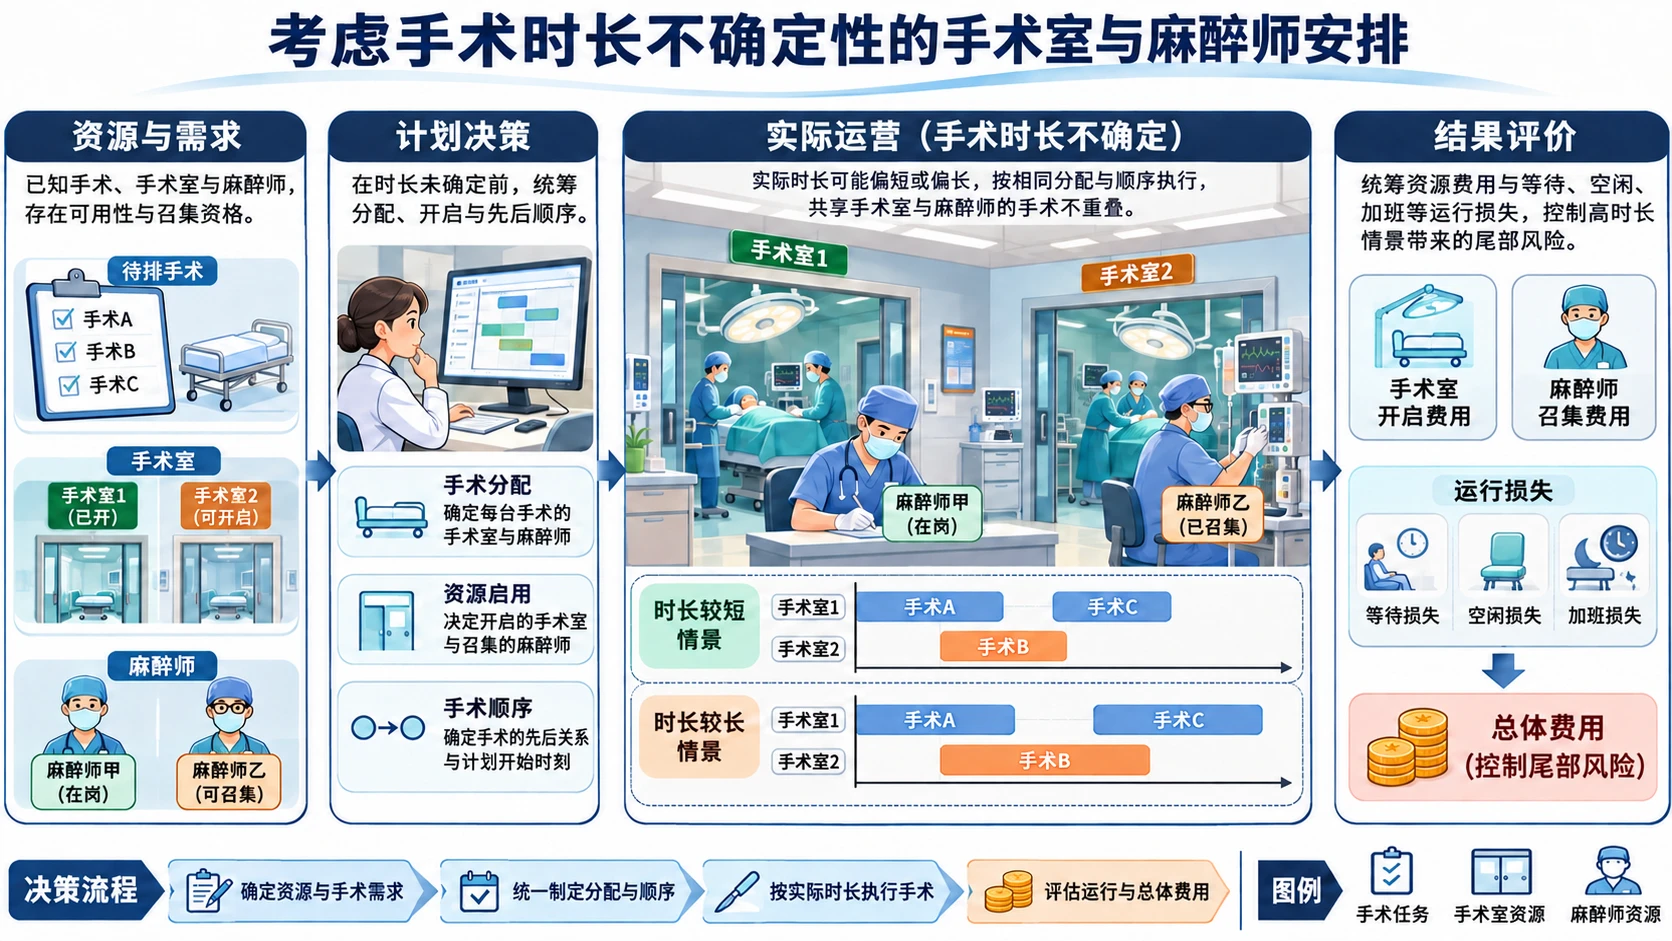 考虑手术时长不确定性的手术室与麻醉师安排
资源与需求
已知手术、手术室与麻醉师,
存在可用性与召集资格。
待排手术
手术A
手术B
手术C
手术室
手术室1
(已开)
手术室2
(可开启)
麻醉师
麻醉师甲
(在岗)
麻醉师乙
(可召集)
计划决策
在时长未确定前，统筹
分配、开启与先后顺序。
手术分配
确定每台手术的
手术室与麻醉师
资源启用
决定开启的手术室
与召集的麻醉师
手术顺序
确定手术的先后关系
与计划开始时刻
实际运营（手术时长不确定）
实际时长可能偏短或偏长，按相同分配与顺序执行，
共享手术室与麻醉师的手术不重叠。
手术室1
手术室2
麻醉师甲
(在岗)
麻醉师乙
(已召集)
时长较短
情景
手术室1
手术A
手术C
手术室2
手术B
时长较长
情景
手术室1
手术A
手术C
手术室2
手术B
结果评价
统筹资源费用与等待、空闲、
加班等运行损失，控制高时长
情景带来的尾部风险。
手术室
开启费用
麻醉师
召集费用
运行损失
等待损失
空闲损失
加班损失
总体费用
(控制尾部风险)
决策流程
确定资源与手术需求
统一制定分配与顺序
按实际时长执行手术
评估运行与总体费用
图例
手术任务
手术室资源
麻醉师资源